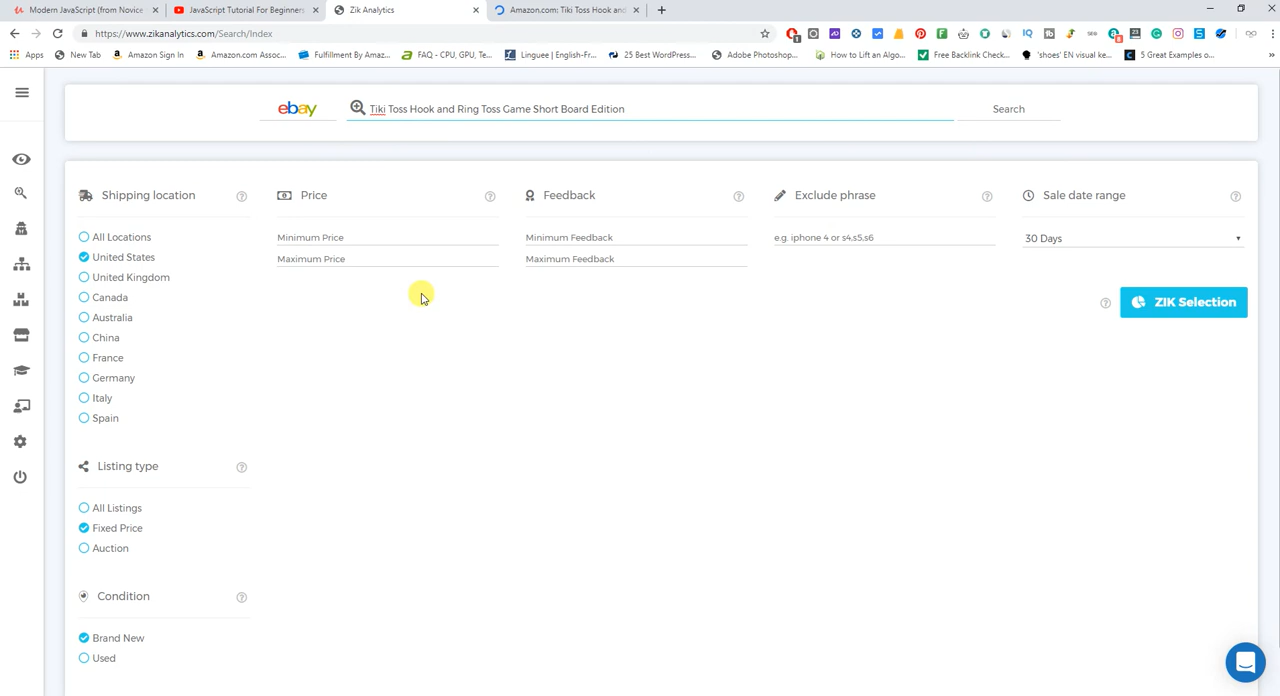 Modern JavaScript (from Novice
JavaScript Tutorial For Beginners
Zik Analytics
Amazon.com: Tiki Toss Hook and
https://www.zikanalytics.com/Search/Index
Apps
New Tab
Amazon Sign In
Amazon.com Assoc...
Fulfillment By Amaz...
FAQ - CPU, GPU, Te...
Linguee | English-Fr...
25 Best WordPress...
Adobe Photoshop...
How to Lift an Algo...
Free Backlink Check...
'shoes' EN visual ke...
5 Great Examples o...
ebay
Tiki Toss Hook and Ring Toss Game Short Board Edition
Search
Shipping location
Price
Feedback
Exclude phrase
Sale date range
All Locations
Minimum Price
Minimum Feedback
e.g. iphone 4 or s4,s5,s6
30 Days
United States
Maximum Price
Maximum Feedback
United Kingdom
Canada
ZIK Selection
Australia
China
France
Germany
Italy
Spain
Listing type
All Listings
Fixed Price
Auction
Condition
Brand New
Used